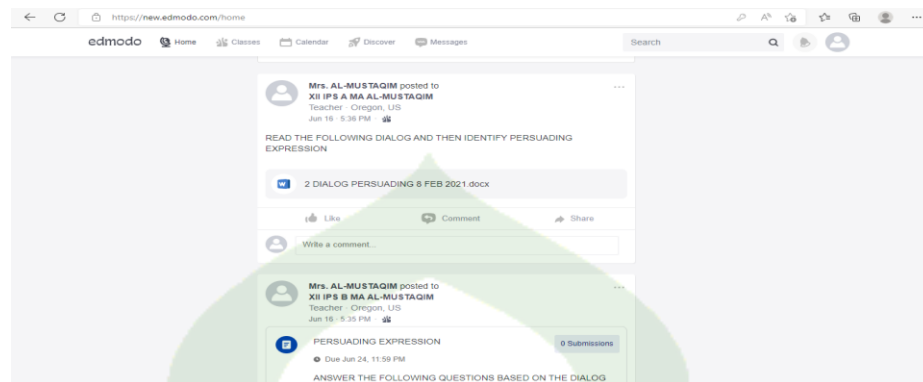 https://new.edmodo.com/home
edmodo Home Classes Calendar Discover Messages Search
Mrs. AL-MUSTAQIM posted to
XII IPS A MA AL-MUSTAQIM
Teacher · Oregon, US
Jun 16 · 5:36 PM ·
READ THE FOLLOWING DIALOG AND THEN IDENTIFY PERSUADING
EXPRESSION
2 DIALOG PERSUADING 8 FEB 2021.docx
Like Comment Share
Write a comment...
Mrs. AL-MUSTAQIM posted to
XII IPS B MA AL-MUSTAQIM
Teacher · Oregon, US
Jun 16 · 5:35 PM ·
PERSUADING EXPRESSION 0 Submissions
Due Jun 24, 11:59 PM
ANSWER THE FOLLOWING QUESTIONS BASED ON THE DIALOG